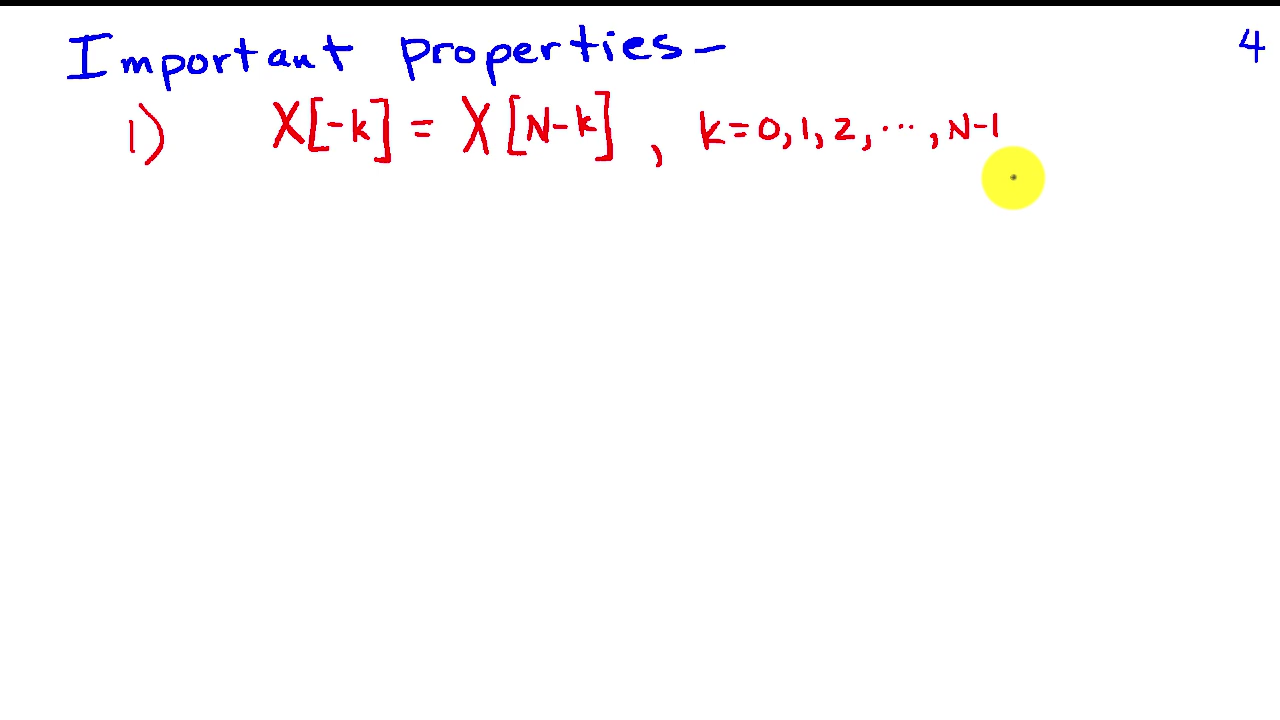 Important properties— 4
1) X[-k] = X[N-k], k=0,1,2,⋯,N-1